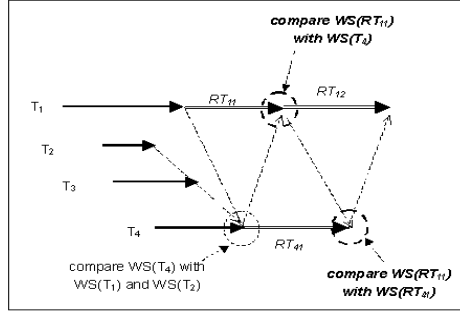 compare WS(RT11)
with WS(T4)
RT11
RT12
T1
T2
T3
T4
RT41
compare WS(T4) with
WS(T1) and WS(T2)
compare WS(RT11)
with WS(RT41)